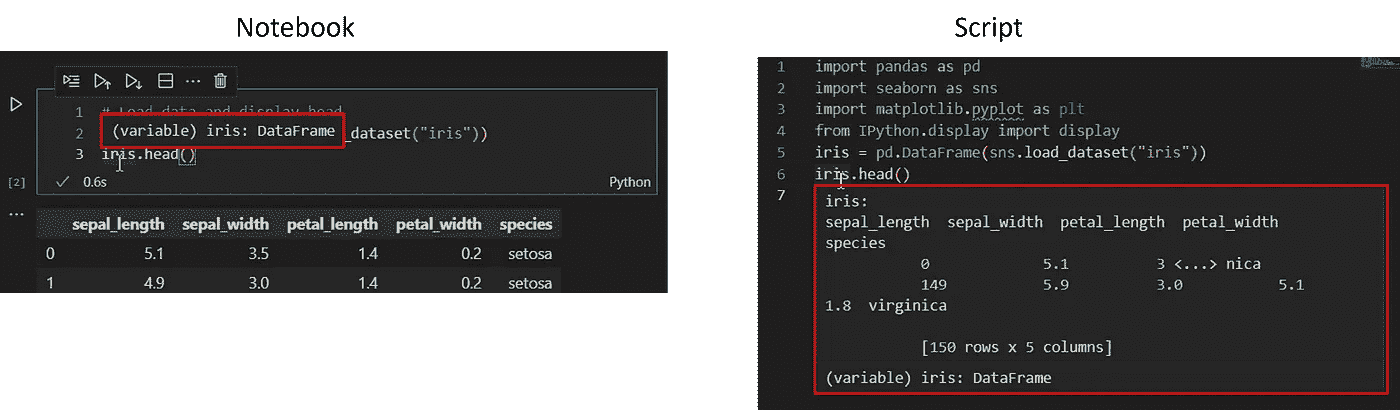 Notebook
1 # Load data and display head
2 (variable) iris: DataFrame _dataset("iris"))
3 iris.head()
[2] 0.6s Python
sepal_length sepal_width petal_length petal_width species
0 5.1 3.5 1.4 0.2 setosa
1 4.9 3.0 1.4 0.2 setosa
Script
1 import pandas as pd
2 import seaborn as sns
3 import matplotlib.pyplot as plt
4 from IPython.display import display
5 iris = pd.DataFrame(sns.load_dataset("iris"))
6 iris.head()
7
iris:
sepal_length sepal_width petal_length petal_width
species
0 5.1 3 <...> nica
149 5.9 3.0 5.1
1.8 virginica
[150 rows x 5 columns]
(variable) iris: DataFrame